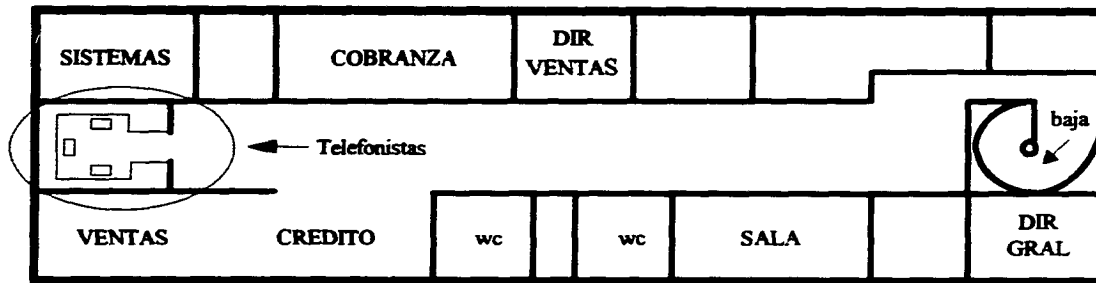 SISTEMAS
COBRANZA
DIR
VENTAS
baja
Telefonistas
VENTAS
CREDITO
wc
wc
SALA
DIR
GRAL